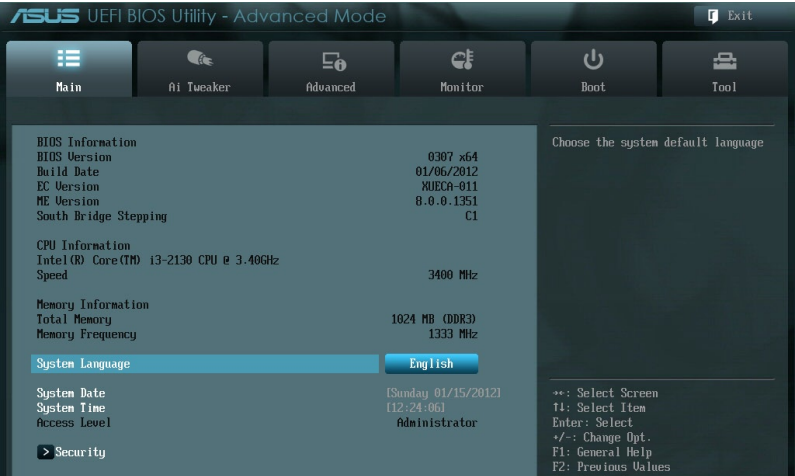 ASUS UEFI BIOS Utility - Advanced Mode
Exit
Main Ai Tweaker Advanced Monitor Boot Tool
BIOS Information
BIOS Version 0307 x64
Build Date 01/06/2012
EC Version XUECA-011
ME Version 8.0.0.1351
South Bridge Stepping C1
CPU Information
Intel(R) Core(TM) i3-2130 CPU @ 3.40GHz
Speed 3400 MHz
Memory Information
Total Memory 1024 MB (DDR3)
Memory Frequency 1333 MHz
System Language English
System Date [Sunday 01/15/2012]
System Time [12:24:06]
Access Level Administrator
> Security
Choose the system default language
→←: Select Screen
↑↓: Select Item
Enter: Select
+/-: Change Opt.
F1: General Help
F2: Previous Values